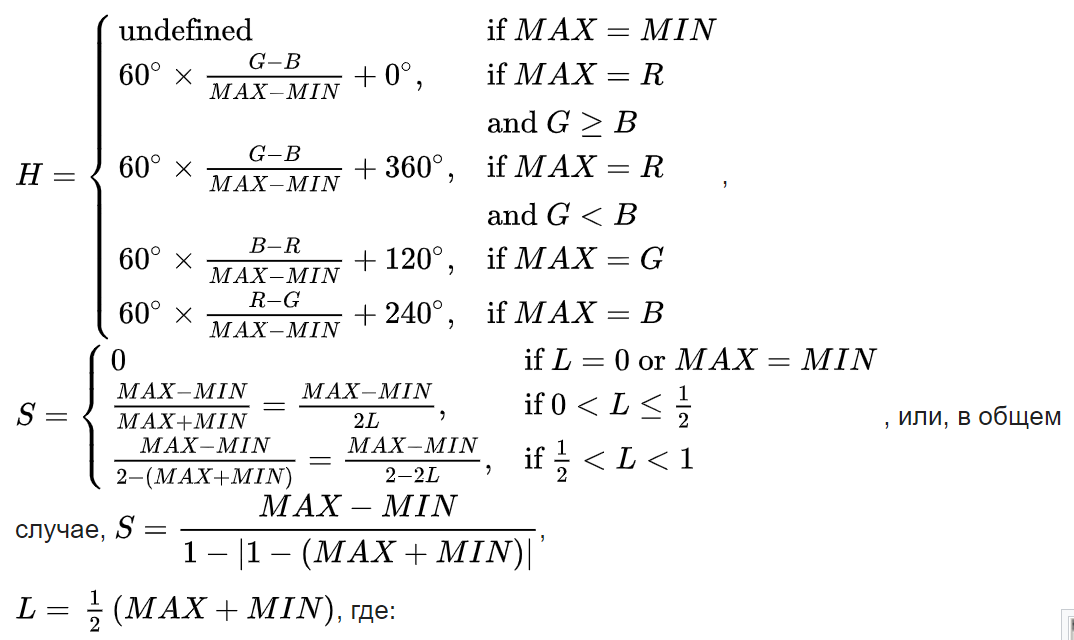 undefined if MAX = MIN
60° × (G−B)/(MAX−MIN) + 0°, if MAX = R
and G ≥ B
H = { 60° × (G−B)/(MAX−MIN) + 360°, if MAX = R ,
and G < B
60° × (B−R)/(MAX−MIN) + 120°, if MAX = G
60° × (R−G)/(MAX−MIN) + 240°, if MAX = B
0 if L = 0 or MAX = MIN
S = { (MAX−MIN)/(MAX+MIN) = (MAX−MIN)/(2L), if 0 < L ≤ 1/2 , или, в общем
(MAX−MIN)/(2−(MAX+MIN)) = (MAX−MIN)/(2−2L), if 1/2 < L < 1
случае, S = (MAX − MIN)/(1 − |1 − (MAX + MIN)|),
L = 1/2 (MAX + MIN), где: